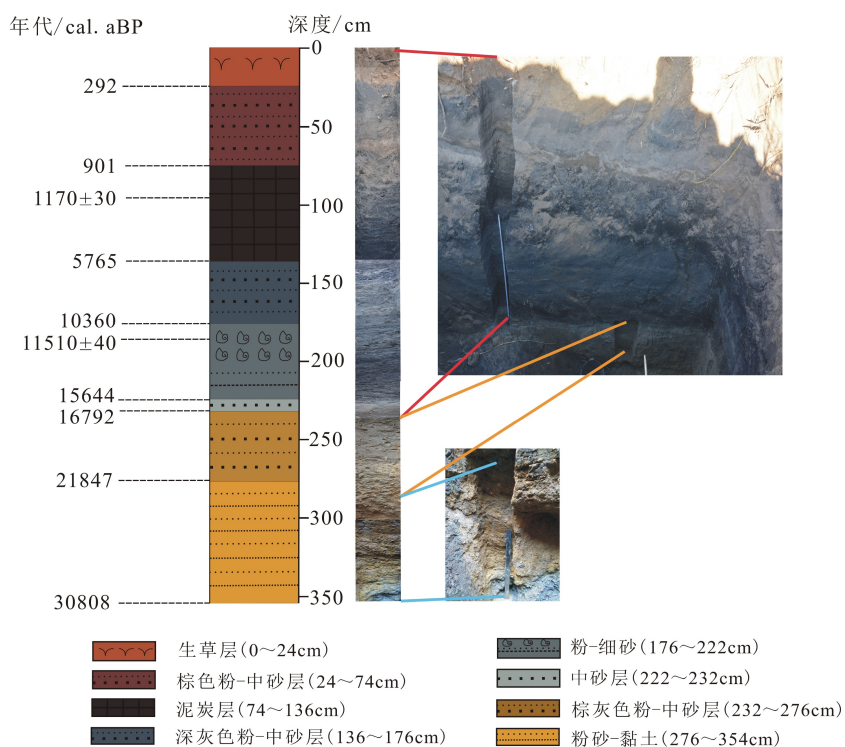 年代/cal. aBP
深度/cm
0
292
50
901
1170±30
100
5765
150
10360
11510±40
200
15644
16792
250
21847
300
350
30808
生草层(0～24cm)
粉-细砂(176～222cm)
棕色粉-中砂层(24～74cm)
中砂层(222～232cm)
泥炭层(74～136cm)
棕灰色粉-中砂层(232～276cm)
深灰色粉-中砂层(136～176cm)
粉砂-黏土(276～354cm)